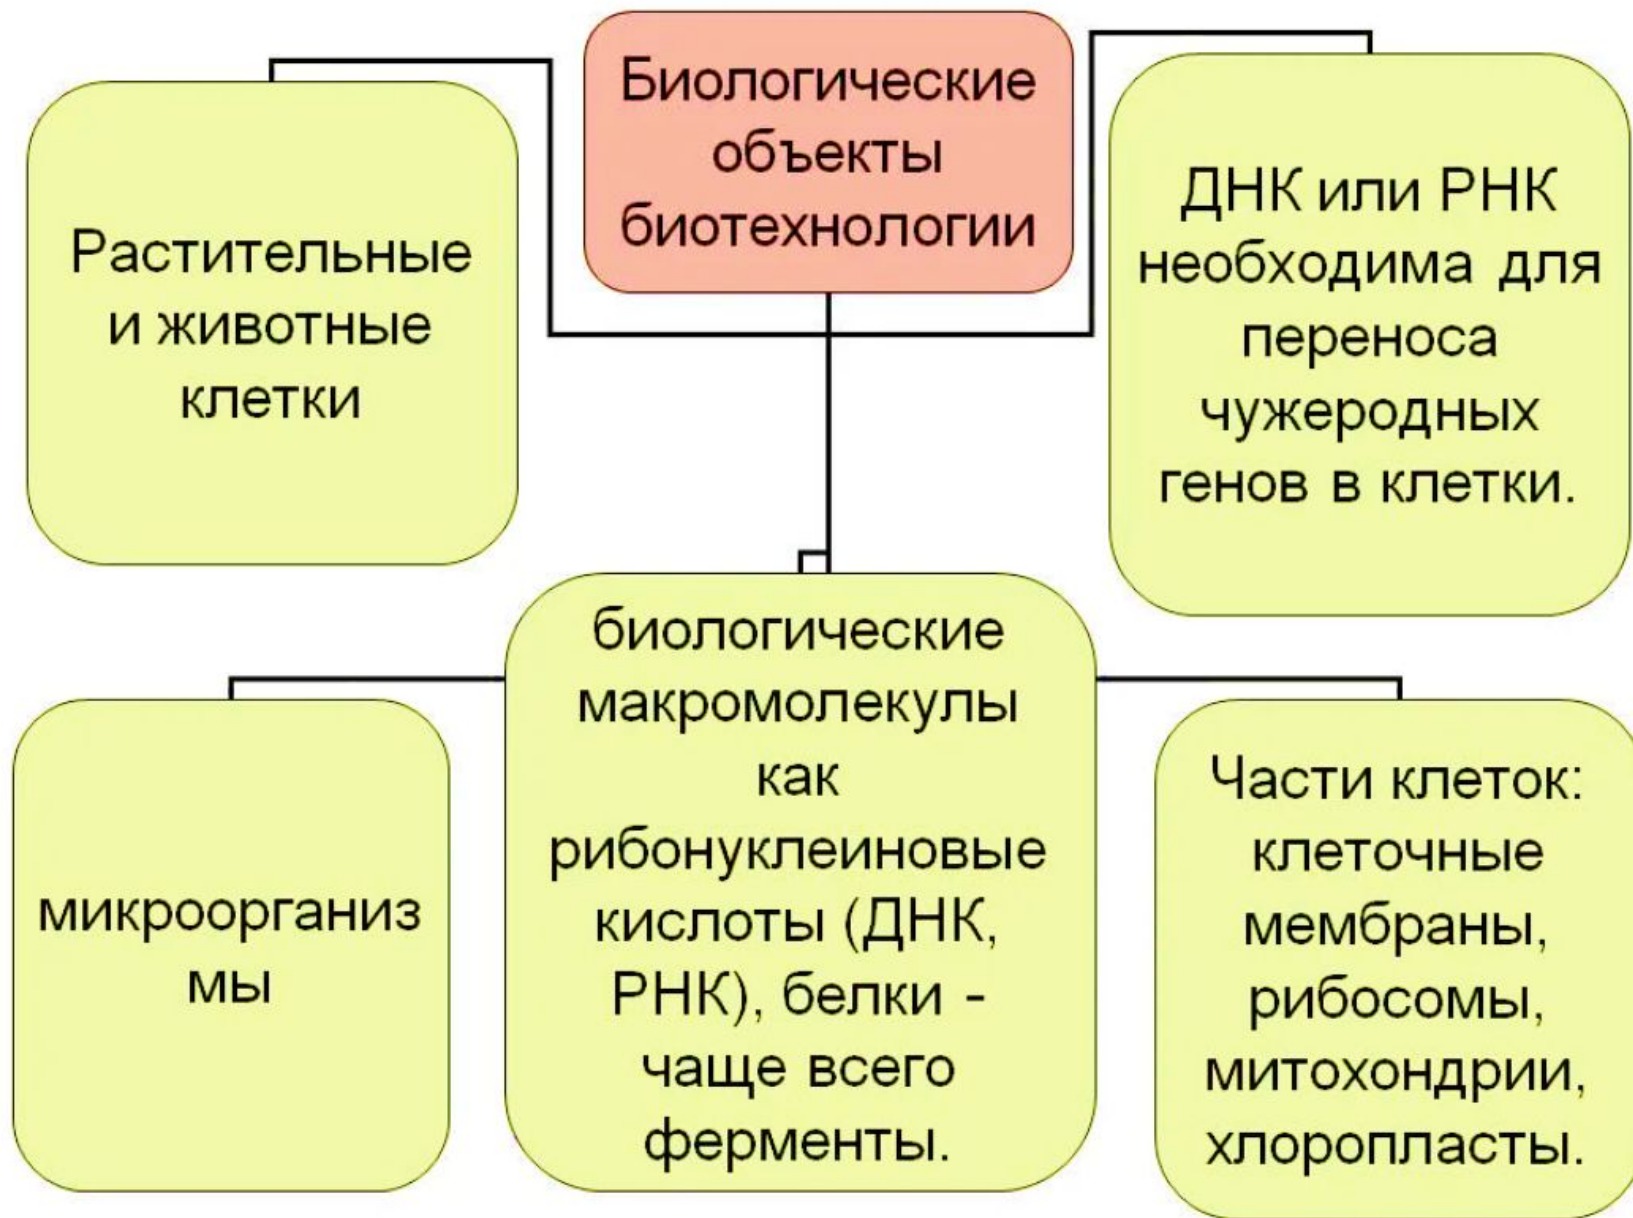 Биологические
объекты
биотехнологии
Растительные
и животные
клетки
ДНК или РНК
необходима для
переноса
чужеродных
генов в клетки.
микроорганиз
мы
биологические
макромолекулы
как
рибонуклеиновые
кислоты (ДНК,
РНК), белки -
чаще всего
ферменты.
Части клеток:
клеточные
мембраны,
рибосомы,
митохондрии,
хлоропласты.